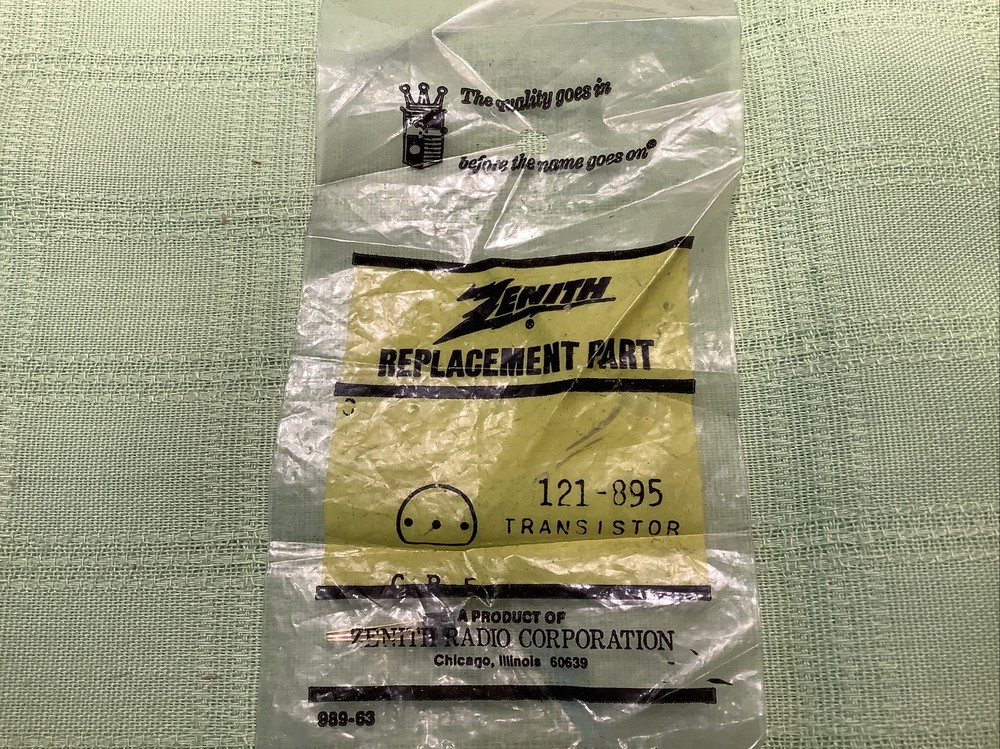 The quality goes in
before the name goes on®
ZENITH
®
REPLACEMENT PART
121-895
TRANSISTOR
C B E
A PRODUCT OF
ZENITH RADIO CORPORATION
Chicago, Illinois 60639
989-63